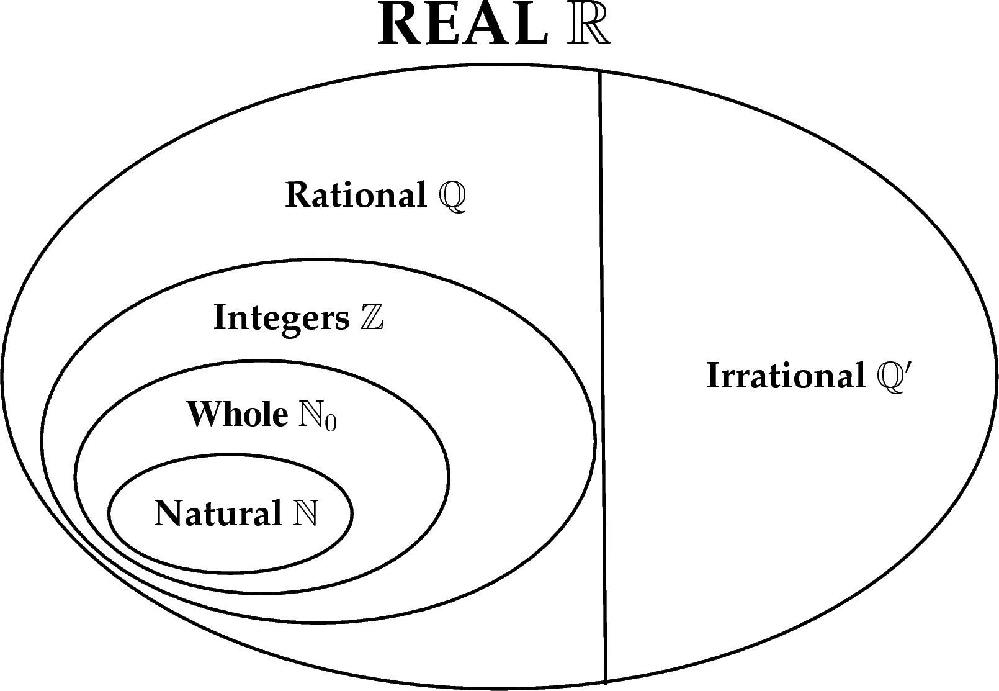 REAL ℝ
Rational ℚ
Integers ℤ
Irrational ℚ′
Whole ℕ₀
Natural ℕ